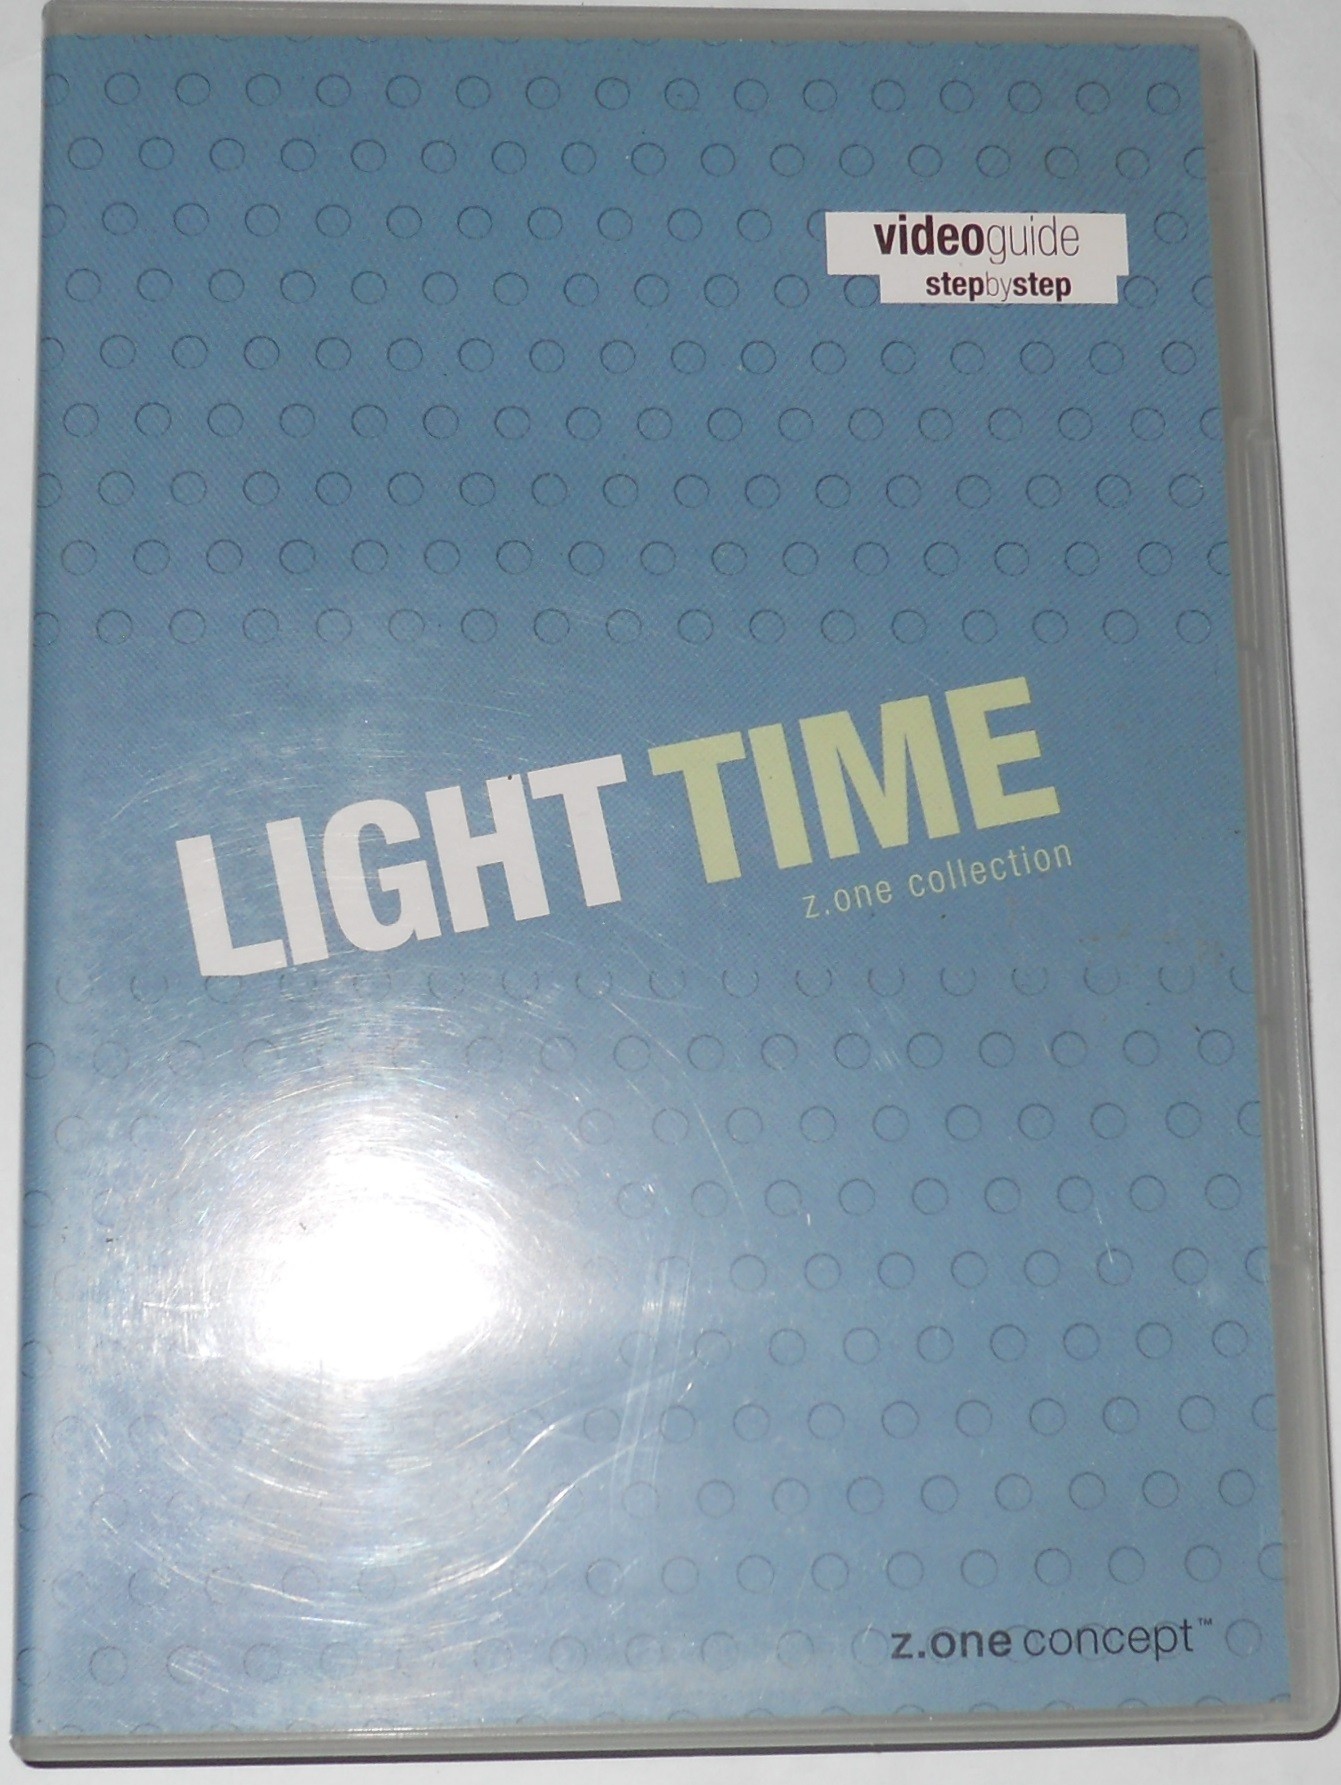 videoguide
stepbystep
LIGHT TIME
z.one collection
z.one concept™